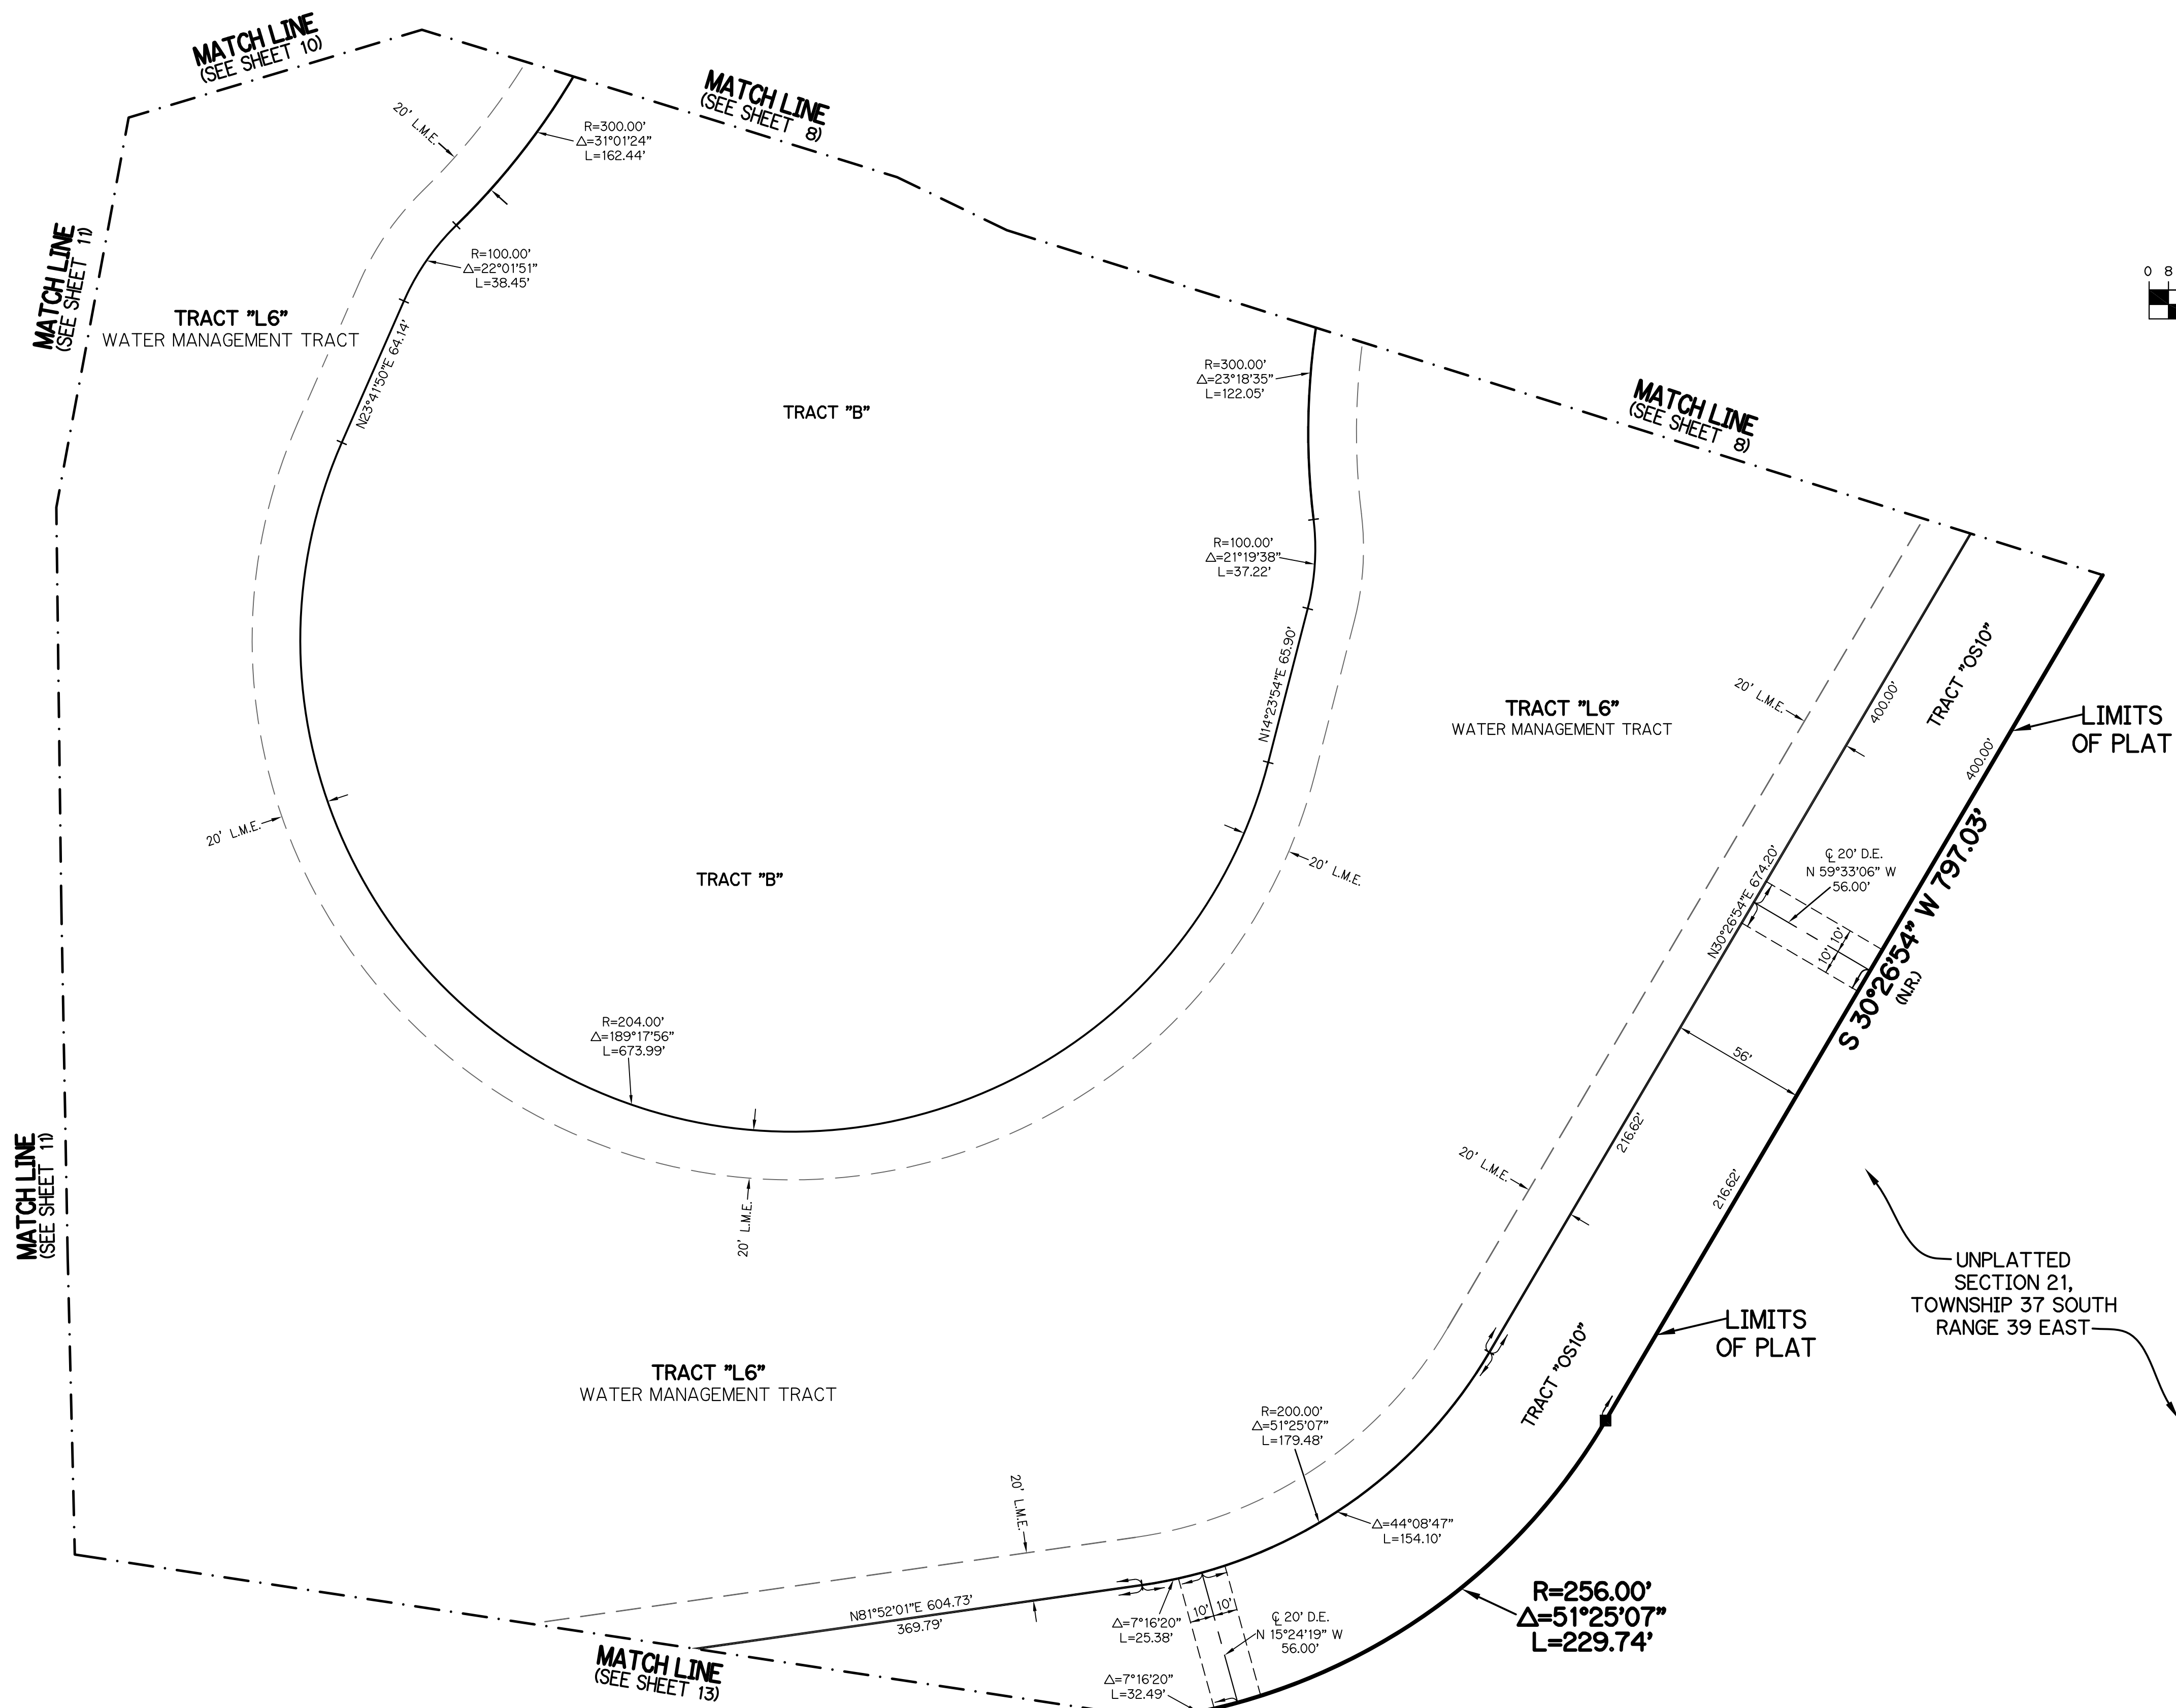 MATCH LINE
(SEE SHEET 10)
MATCH LINE
(SEE SHEET 8)
20' L.M.E.
R=300.00'
Δ=31°01'24"
L=162.44'
MATCH LINE
(SEE SHEET 11)
R=100.00'
Δ=22°01'51"
L=38.45'
0 8
TRACT "L6"
WATER MANAGEMENT TRACT
N23°41'50"E 64.14'
R=300.00'
Δ=23°18'35"
L=122.05'
TRACT "B"
MATCH LINE
(SEE SHEET 8)
R=100.00'
Δ=21°19'38"
L=37.22'
N14°23'54"E 65.90'
TRACT "L6"
WATER MANAGEMENT TRACT
20' L.M.E.
400.00'
TRACT "OS10"
LIMITS
OF PLAT
400.00'
20' L.M.E.
TRACT "B"
20' L.M.E.
N30°26'54"E 674.20'
℄ 20' D.E.
N 59°33'06" W
56.00'
10'
10'
S 30°26'54" W 797.03'
(N.R.)
R=204.00'
Δ=189°17'56"
L=673.99'
56'
MATCH LINE
(SEE SHEET 11)
20' L.M.E.
20' L.M.E.
216.62'
216.62'
UNPLATTED
SECTION 21,
TOWNSHIP 37 SOUTH
RANGE 39 EAST
LIMITS
OF PLAT
TRACT "OS10"
TRACT "L6"
WATER MANAGEMENT TRACT
R=200.00'
Δ=51°25'07"
L=179.48'
20' L.M.E.
Δ=44°08'47"
L=154.10'
N81°52'01"E 604.73'
369.79'
10'
10'
Δ=7°16'20"
L=25.38'
℄ 20' D.E.
N 15°24'19" W
56.00'
R=256.00'
Δ=51°25'07"
L=229.74'
MATCH LINE
(SEE SHEET 13)
Δ=7°16'20"
L=32.49'